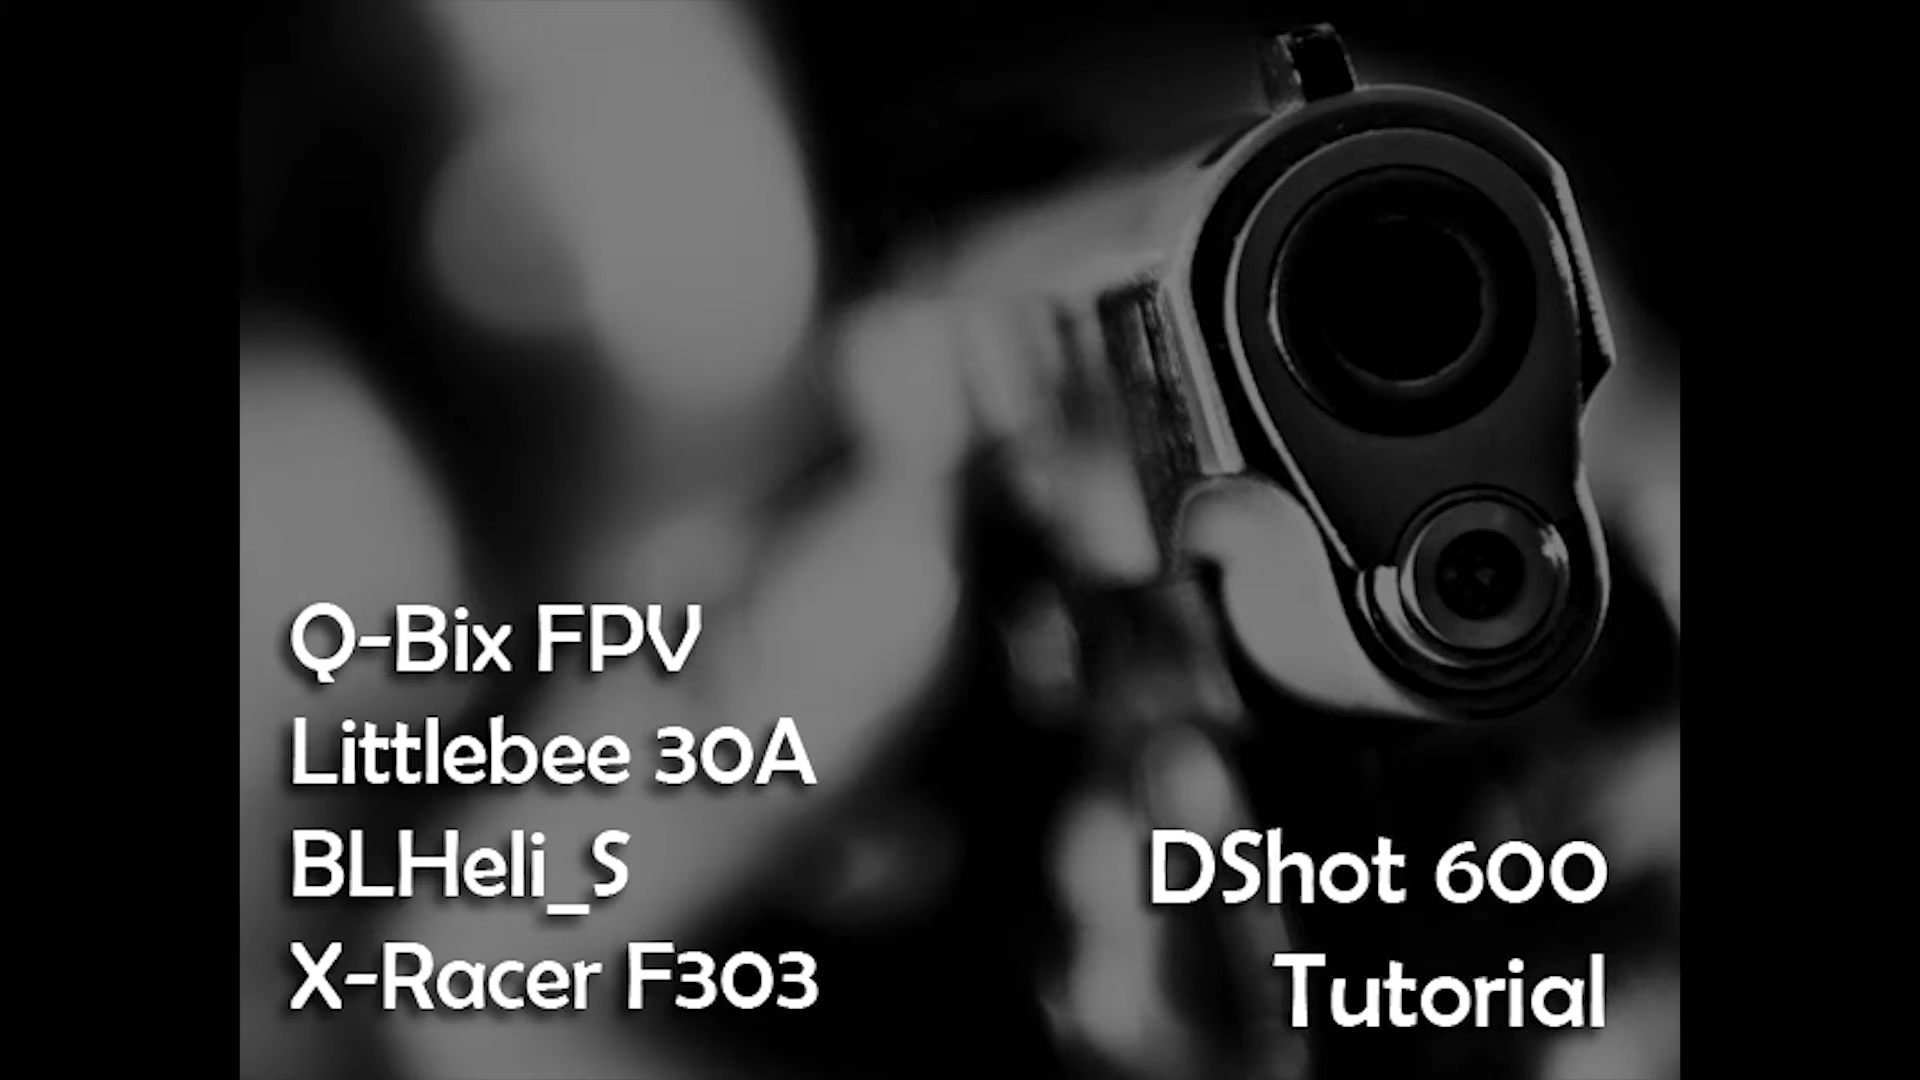 Q-Bix FPV
Littlebee 30A
BLHeli_S
X-Racer F303
DShot 600
Tutorial